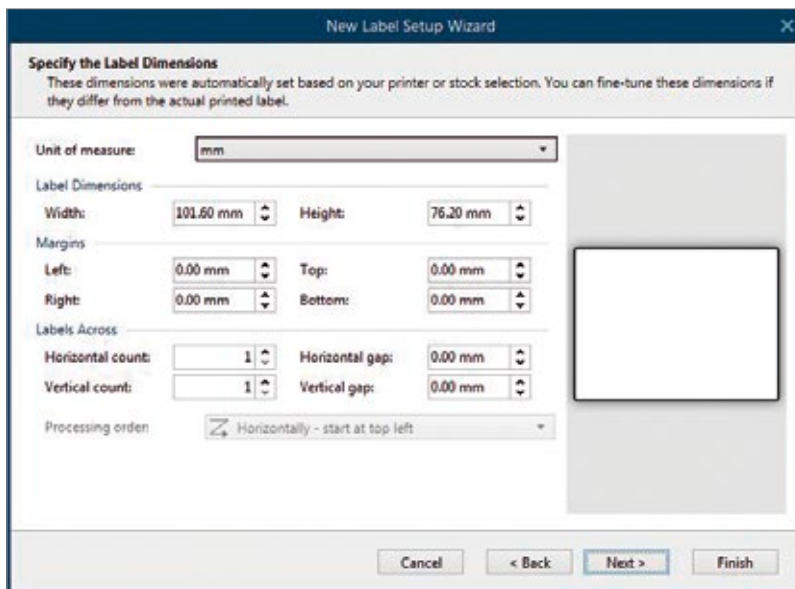 New Label Setup Wizard
Specify the Label Dimensions
These dimensions were automatically set based on your printer or stock selection. You can fine-tune these dimensions if
they differ from the actual printed label.
Unit of measure: mm
Label Dimensions
Width: 101.60 mm Height: 76.20 mm
Margins
Left: 0.00 mm Top: 0.00 mm
Right: 0.00 mm Bottom: 0.00 mm
Labels Across
Horizontal count: 1 Horizontal gap: 0.00 mm
Vertical count: 1 Vertical gap: 0.00 mm
Processing order: Horizontally - start at top left
Cancel < Back Next > Finish